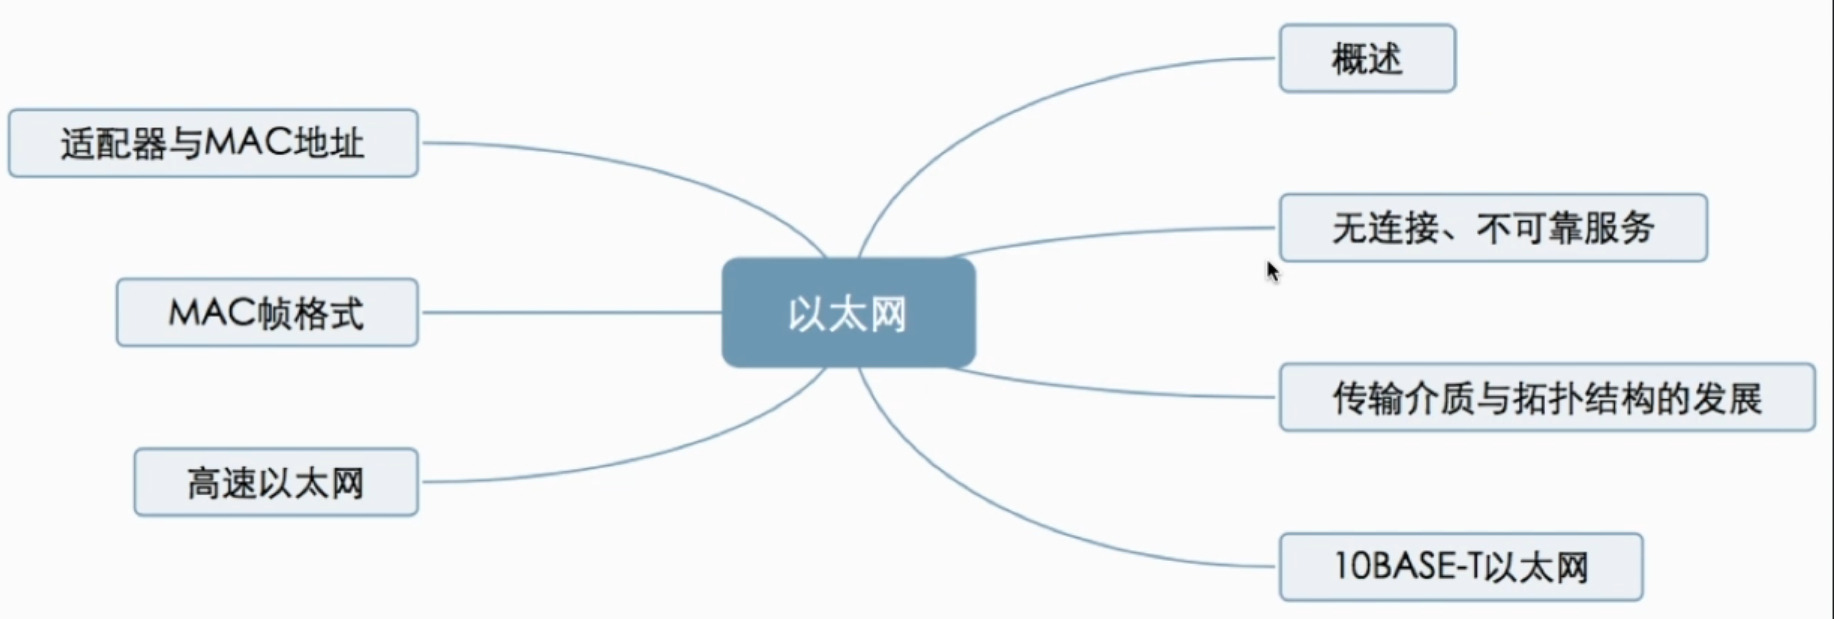 以太网
概述
无连接、不可靠服务
传输介质与拓扑结构的发展
10BASE-T以太网
适配器与MAC地址
MAC帧格式
高速以太网